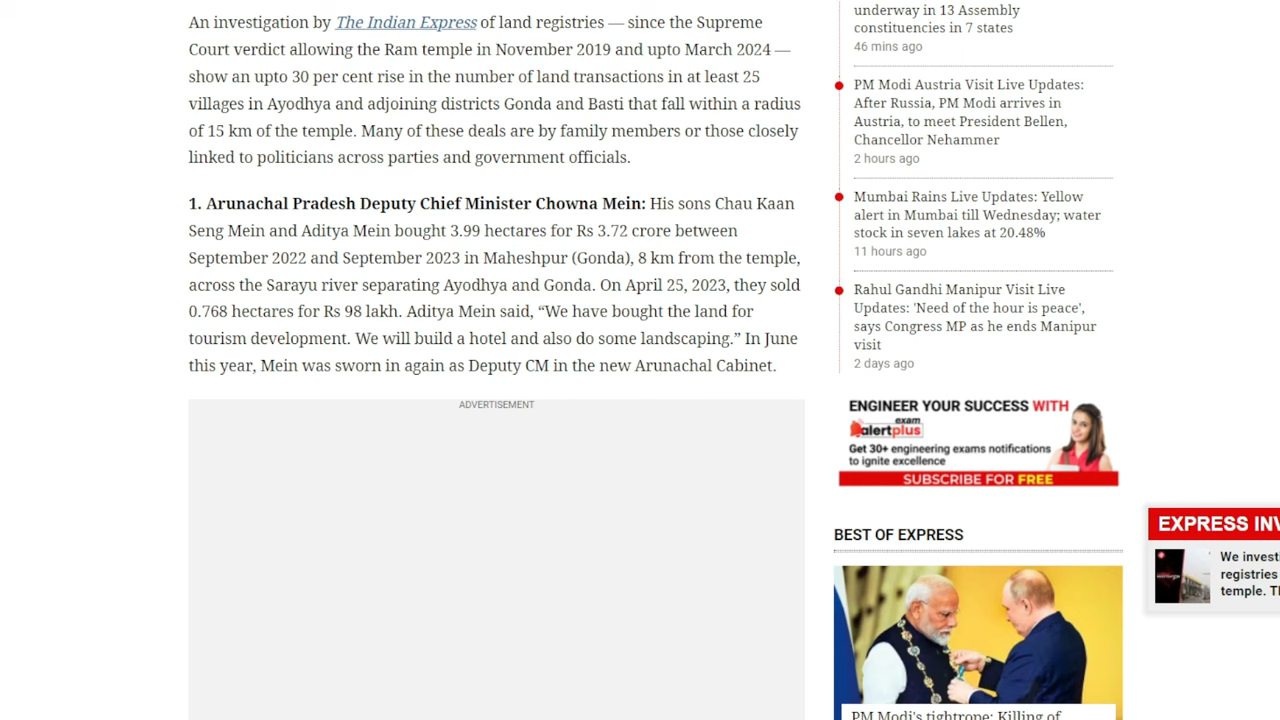 An investigation by The Indian Express of land registries — since the Supreme
Court verdict allowing the Ram temple in November 2019 and upto March 2024 —
show an upto 30 per cent rise in the number of land transactions in at least 25
villages in Ayodhya and adjoining districts Gonda and Basti that fall within a radius
of 15 km of the temple. Many of these deals are by family members or those closely
linked to politicians across parties and government officials.
1. Arunachal Pradesh Deputy Chief Minister Chowna Mein: His sons Chau Kaan
Seng Mein and Aditya Mein bought 3.99 hectares for Rs 3.72 crore between
September 2022 and September 2023 in Maheshpur (Gonda), 8 km from the temple,
across the Sarayu river separating Ayodhya and Gonda. On April 25, 2023, they sold
0.768 hectares for Rs 98 lakh. Aditya Mein said, “We have bought the land for
tourism development. We will build a hotel and also do some landscaping.” In June
this year, Mein was sworn in again as Deputy CM in the new Arunachal Cabinet.
ADVERTISEMENT
underway in 13 Assembly
constituencies in 7 states
46 mins ago
PM Modi Austria Visit Live Updates:
After Russia, PM Modi arrives in
Austria, to meet President Bellen,
Chancellor Nehammer
2 hours ago
Mumbai Rains Live Updates: Yellow
alert in Mumbai till Wednesday; water
stock in seven lakes at 20.48%
11 hours ago
Rahul Gandhi Manipur Visit Live
Updates: 'Need of the hour is peace',
says Congress MP as he ends Manipur
visit
2 days ago
ENGINEER YOUR SUCCESS WITH
exam
alertplus
Get 30+ engineering exams notifications
to ignite excellence
SUBSCRIBE FOR FREE
BEST OF EXPRESS
PM Modi's tightrope: Killing of
EXPRESS INV
We invest
registries
temple. Th